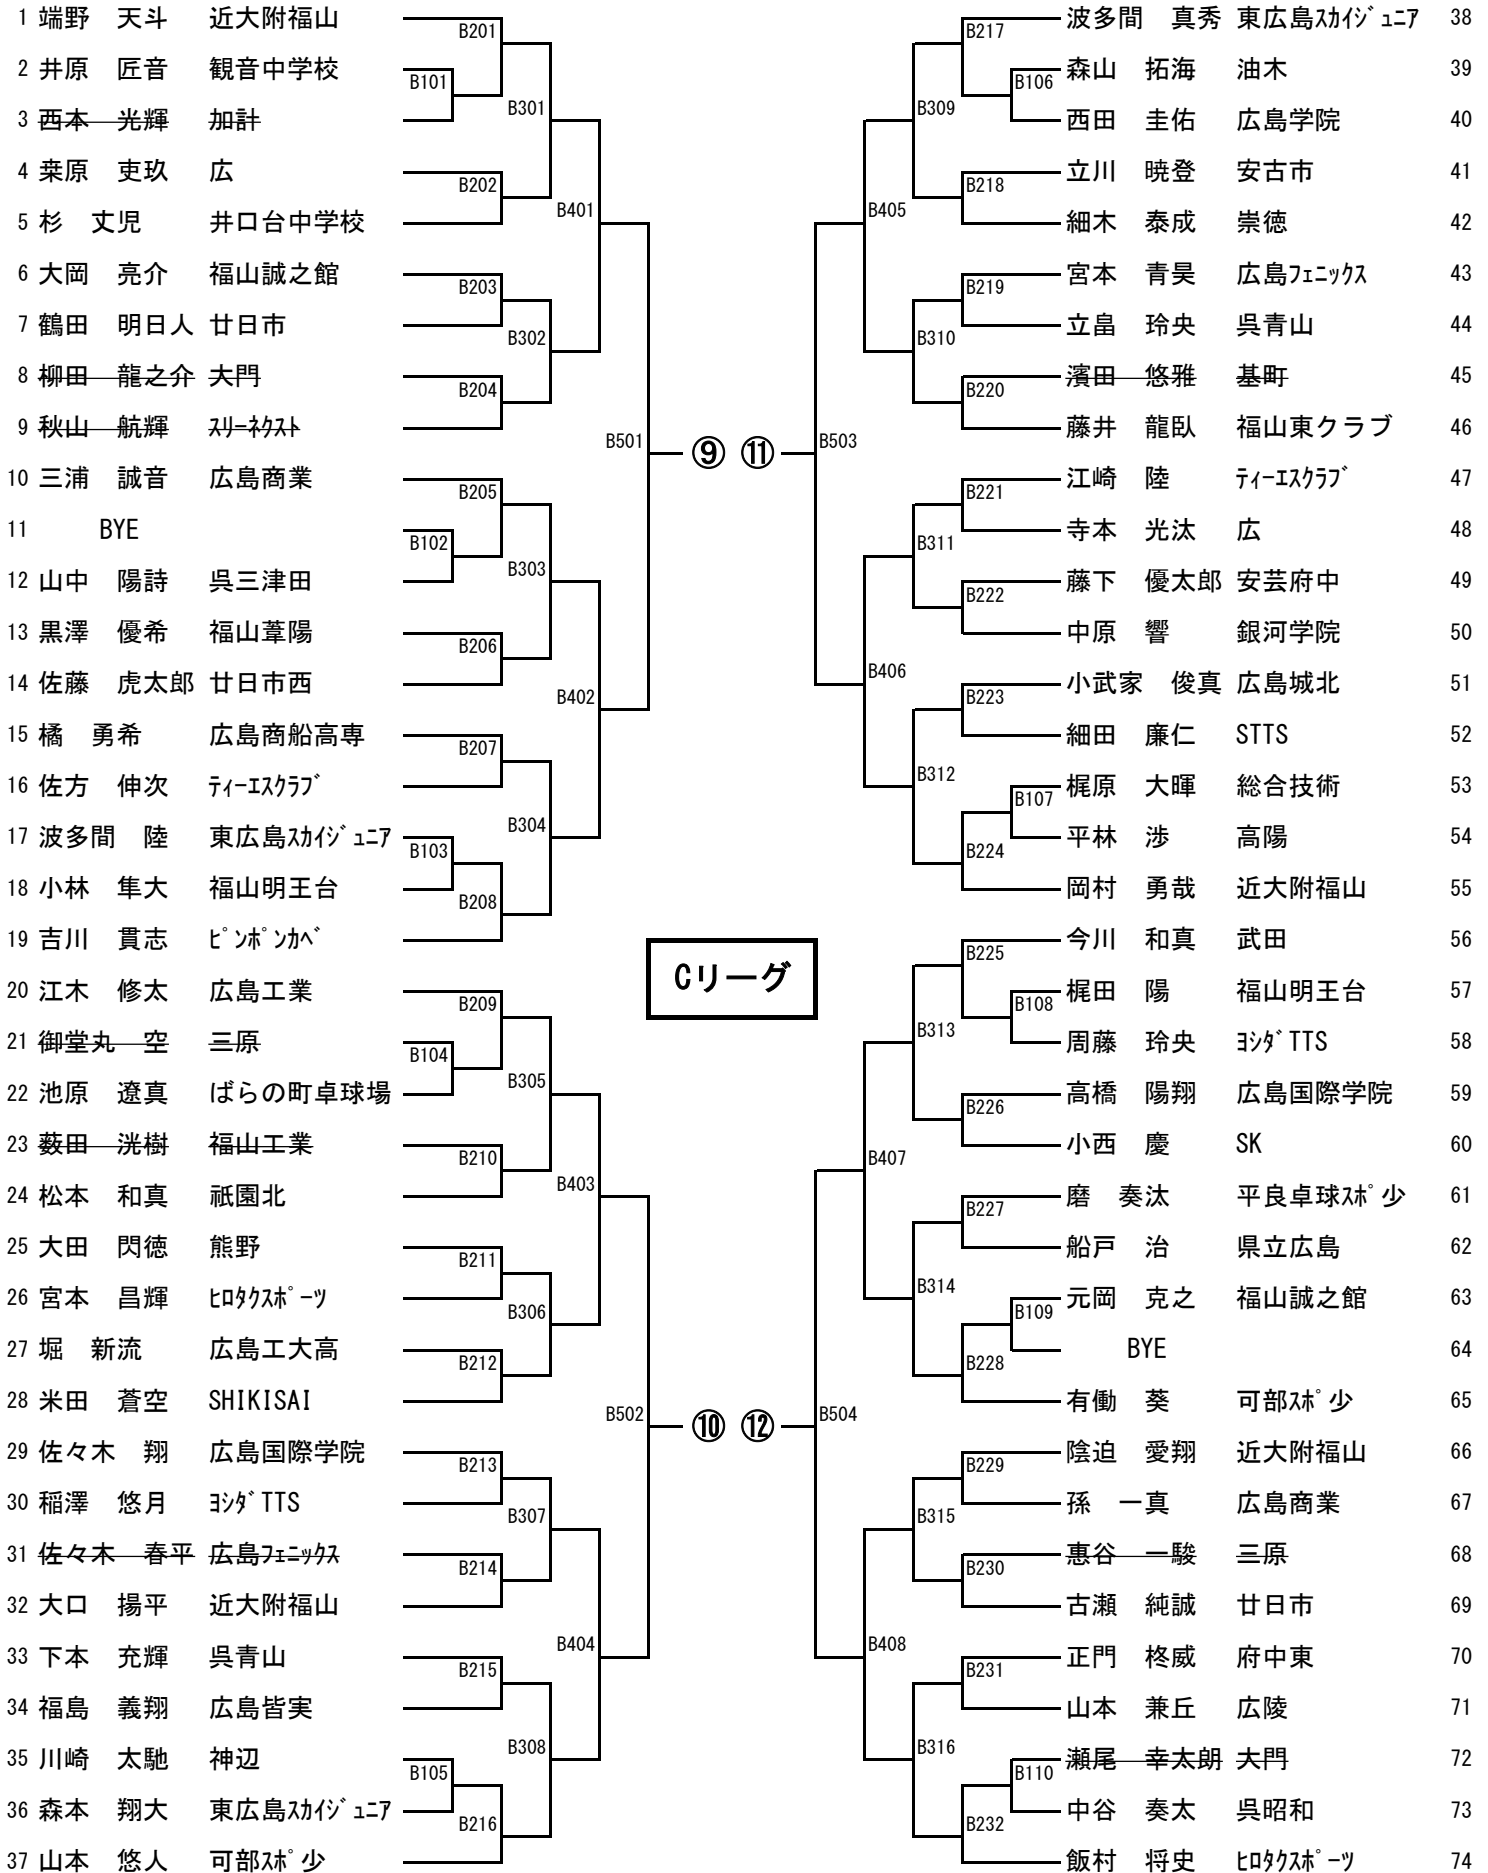 1 端野　天斗 近大附福山
B201
2 井原　匠音 観音中学校
B101
B301
3 西本　光輝 加計
4 桒原　吏玖 広
B202
B401
5 杉　丈児 井口台中学校
6 大岡　亮介 福山誠之館
B203
7 鶴田　明日人 廿日市
B302
8 柳田　龍之介 大門
B204
9 秋山　航輝 ｽﾘｰﾈｸｽﾄ
B501
⑨
10 三浦　誠音 広島商業
B205
11 BYE
B102
B303
12 山中　陽詩 呉三津田
13 黒澤　優希 福山葦陽
B206
14 佐藤　虎太郎 廿日市西
B402
15 橘　勇希 広島商船高専
B207
16 佐方　伸次 ﾃｨｰｴｽｸﾗﾌﾞ
B304
17 波多間　陸 東広島ｽｶｲｼﾞｭﾆｱ
B103
18 小林　隼大 福山明王台
B208
19 吉川　貫志 ﾋﾟﾝﾎﾟﾝｶﾍﾞ
20 江木　修太 広島工業
B209
21 御堂丸　空 三原
B104
B305
22 池原　遼真 ばらの町卓球場
23 薮田　洸樹 福山工業
B210
B403
24 松本　和真 祇園北
25 大田　閃徳 熊野
B211
26 宮本　昌輝 ﾋﾛﾀｸｽﾎﾟｰﾂ
B306
27 堀　新流 広島工大高
B212
28 米田　蒼空 SHIKISAI
B502
⑩
29 佐々木　翔 広島国際学院
B213
30 稲澤　悠月 ﾖｼﾀﾞTTS
B307
31 佐々木　春平 広島ﾌｪﾆｯｸｽ
B214
32 大口　揚平 近大附福山
B404
33 下本　充輝 呉青山
B215
34 福島　義翔 広島皆実
B308
35 川崎　太馳 神辺
B105
36 森本　翔大 東広島ｽｶｲｼﾞｭﾆｱ
B216
37 山本　悠人 可部ｽﾎﾟ少
Cリーグ
波多間　真秀 東広島ｽｶｲｼﾞｭﾆｱ 38
B217
森山　拓海 油木 39
B106
B309
西田　圭佑 広島学院 40
立川　暁登 安古市 41
B218
B405
細木　泰成 崇徳 42
宮本　青昊 広島ﾌｪﾆｯｸｽ 43
B219
立畠　玲央 呉青山 44
B310
濱田　悠雅 基町 45
B220
藤井　龍臥 福山東クラブ 46
⑪
B503
江崎　陸 ﾃｨｰｴｽｸﾗﾌﾞ 47
B221
寺本　光汰 広 48
B311
藤下　優太郎 安芸府中 49
B222
中原　響 銀河学院 50
B406
小武家　俊真 広島城北 51
B223
細田　廉仁 STTS 52
B312
梶原　大暉 総合技術 53
B107
平林　渉 高陽 54
B224
岡村　勇哉 近大附福山 55
今川　和真 武田 56
B225
梶田　陽 福山明王台 57
B108
B313
周藤　玲央 ﾖｼﾀﾞTTS 58
高橋　陽翔 広島国際学院 59
B226
小西　慶 SK 60
B407
磨　奏汰 平良卓球ｽﾎﾟ少 61
B227
船戸　治 県立広島 62
B314
元岡　克之 福山誠之館 63
B109
BYE 64
B228
有働　葵 可部ｽﾎﾟ少 65
⑫
B504
陰迫　愛翔 近大附福山 66
B229
孫　一真 広島商業 67
B315
惠谷　一駿 三原 68
B230
古瀬　純誠 廿日市 69
B408
正門　柊威 府中東 70
B231
山本　兼丘 広陵 71
B316
瀬尾　幸太朗 大門 72
B110
中谷　奏太 呉昭和 73
B232
飯村　将史 ﾋﾛﾀｸｽﾎﾟｰﾂ 74